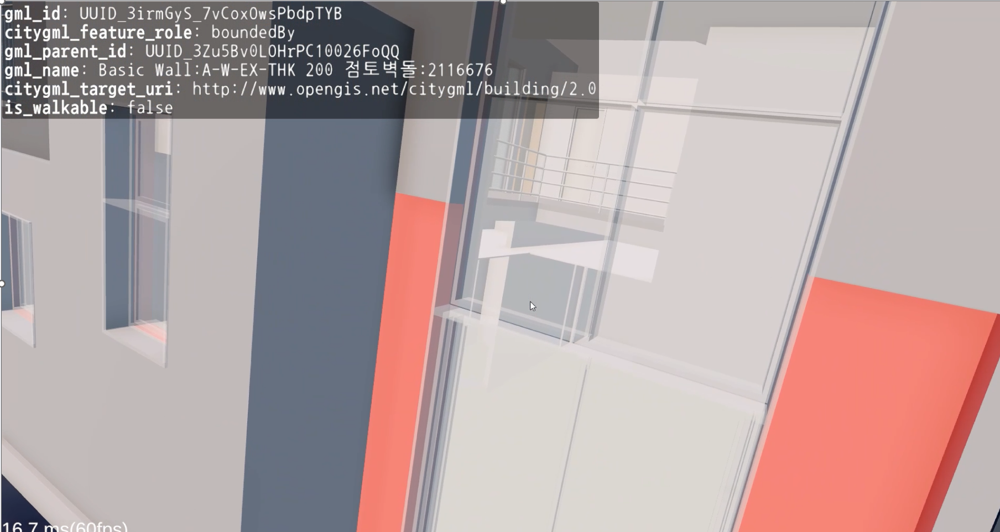 gml_id: UUID_3irmGyS_7vCoxOwsPbdpTYB
citygml_feature_role: boundedBy
gml_parent_id: UUID_3Zu5Bv0LOHrPC10026FoQQ
gml_name: Basic Wall:A-W-EX-THK 200 점토벽돌:2116676
citygml_target_uri: http://www.opengis.net/citygml/building/2.0
is_walkable: false
16.7 ms(60fps)